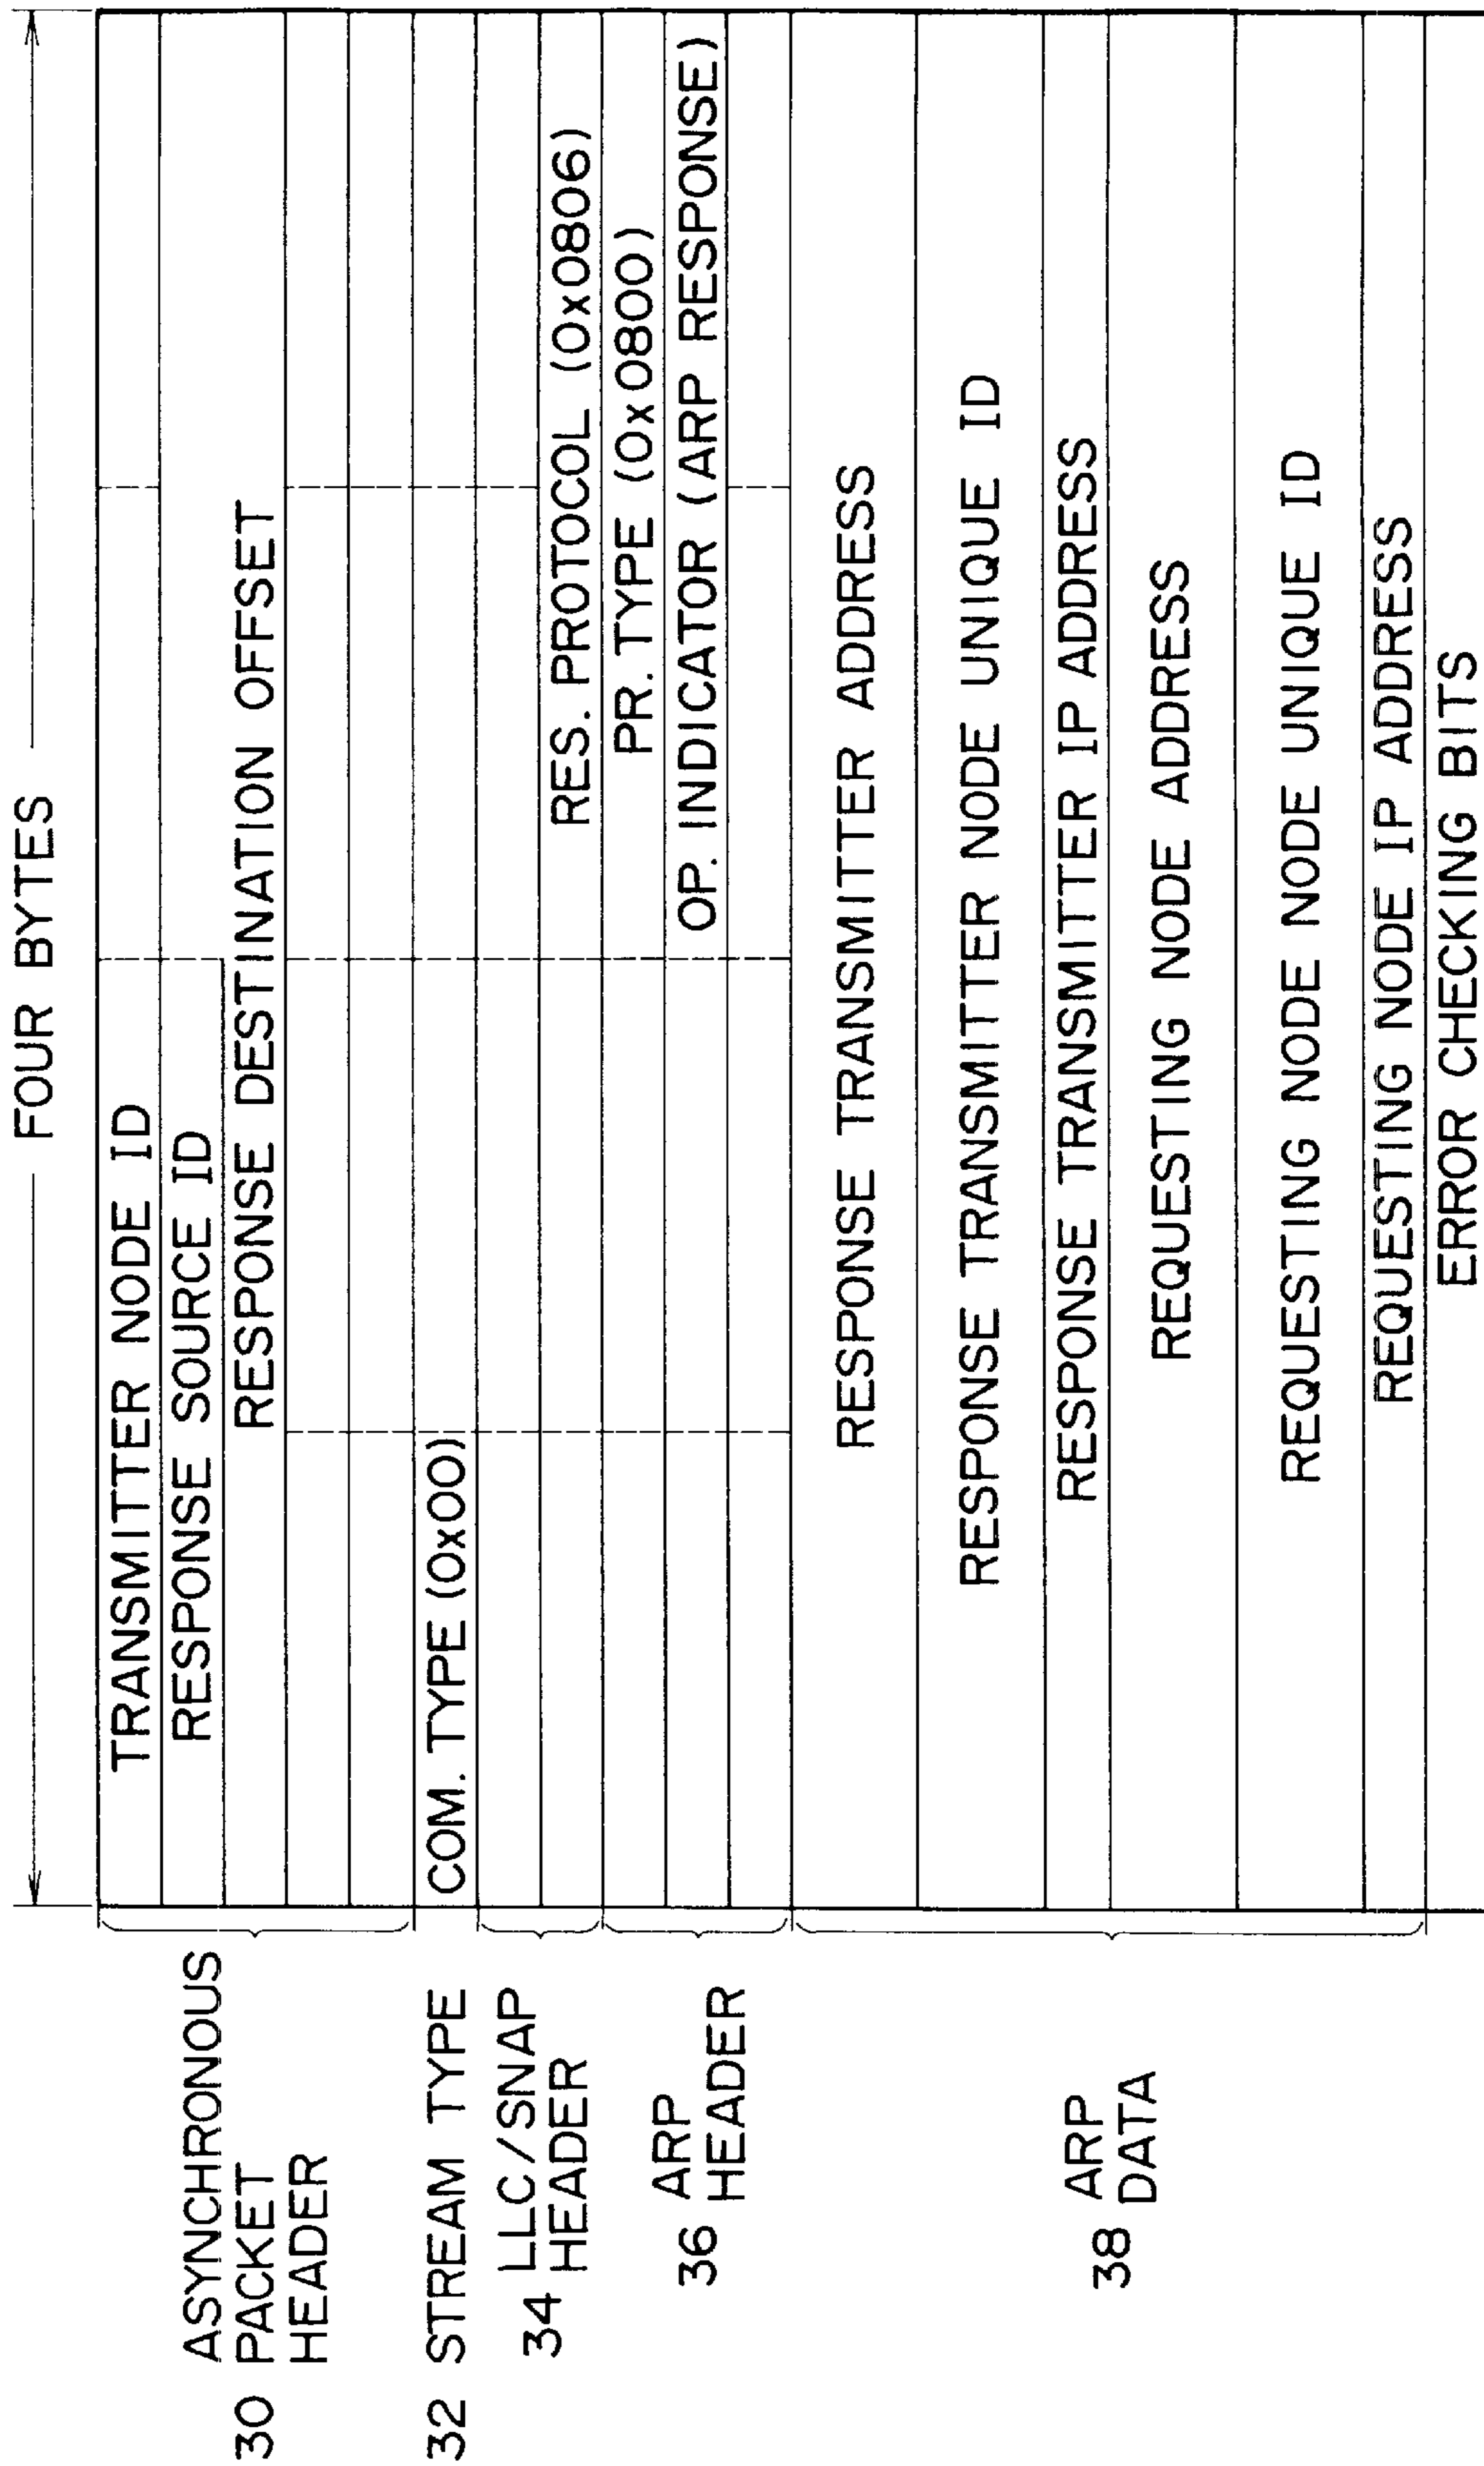 FOUR BYTES
ASYNCHRONOUS
30 PACKET
HEADER
TRANSMITTER NODE ID
RESPONSE SOURCE ID
RESPONSE DESTINATION OFFSET
32 STREAM TYPE
COM. TYPE (0x00)
34 LLC/SNAP
HEADER
RES. PROTOCOL (0x0806)
36 ARP
HEADER
PR. TYPE (0x0800)
OP. INDICATOR (ARP RESPONSE)
38 ARP
DATA
RESPONSE TRANSMITTER ADDRESS
RESPONSE TRANSMITTER NODE UNIQUE ID
RESPONSE TRANSMITTER IP ADDRESS
REQUESTING NODE ADDRESS
REQUESTING NODE NODE UNIQUE ID
REQUESTING NODE IP ADDRESS
ERROR CHECKING BITS